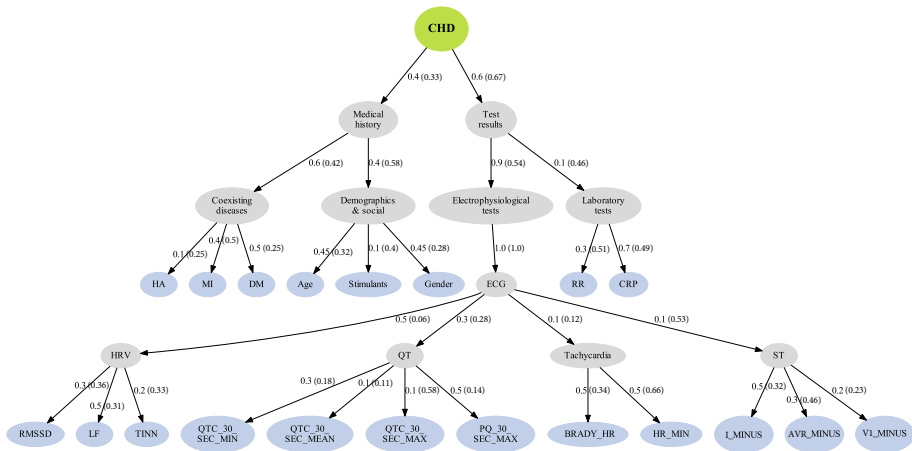 CHD
0.4 (0.33)
0.6 (0.67)
Medical
history
Test
results
0.6 (0.42)
0.4 (0.58)
0.9 (0.54)
0.1 (0.46)
Coexisting
diseases
Demographics
& social
Electrophysiological
tests
Laboratory
tests
0.1 (0.25)
0.4 (0.5)
0.5 (0.25)
0.45 (0.32)
0.1 (0.4)
0.45 (0.28)
1.0 (1.0)
0.3 (0.51)
0.7 (0.49)
HA
MI
DM
Age
Stimulants
Gender
ECG
RR
CRP
0.5 (0.06)
0.3 (0.28)
0.1 (0.12)
0.1 (0.53)
HRV
QT
Tachycardia
ST
0.3 (0.36)
0.5 (0.31)
0.2 (0.33)
0.3 (0.18)
0.1 (0.11)
0.1 (0.58)
0.5 (0.14)
0.5 (0.34)
0.5 (0.66)
0.5 (0.32)
0.3 (0.46)
0.2 (0.23)
RMSSD
LF
TINN
QTC_30_
SEC_MIN
QTC_30_
SEC_MEAN
QTC_30_
SEC_MAX
PQ_30_
SEC_MAX
BRADY_HR
HR_MIN
I_MINUS
AVR_MINUS
V1_MINUS